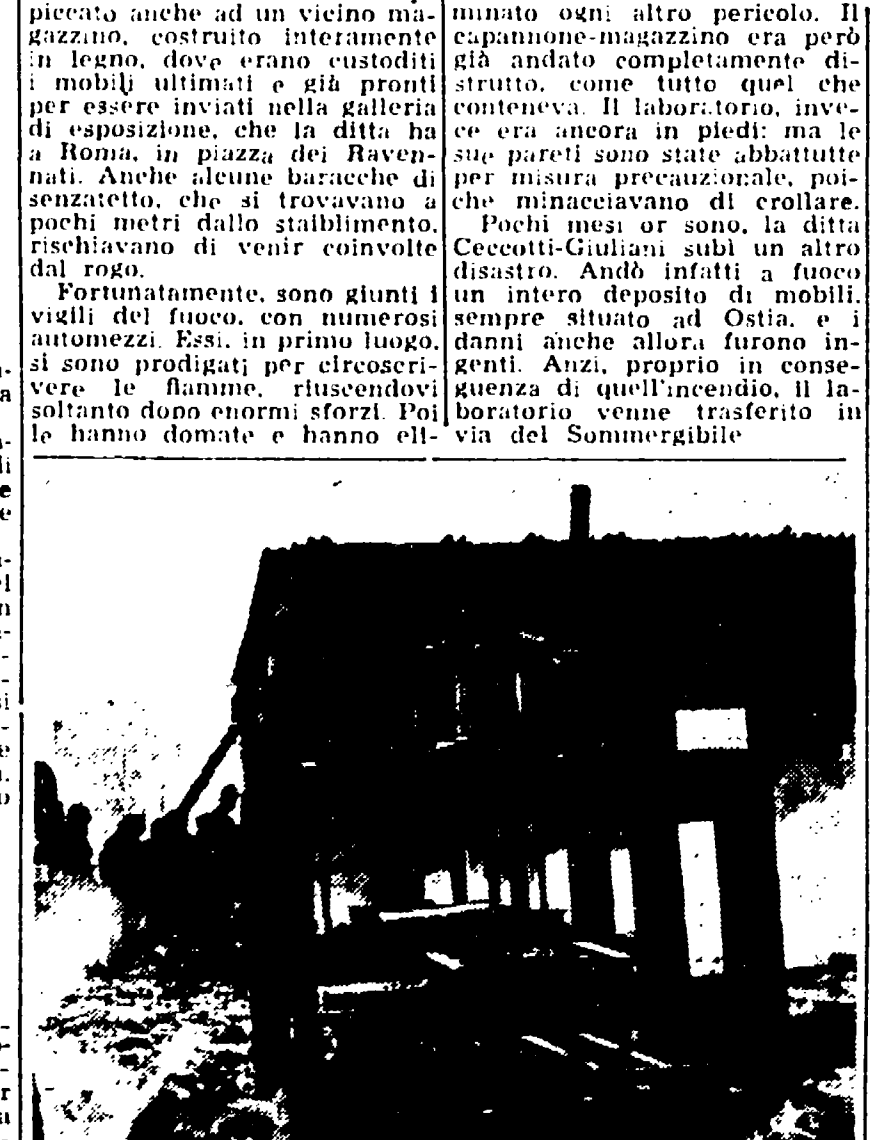 piccato anche ad un vicino ma-
gazzino, costruito interamente
in legno, dove erano custoditi
i mobili ultimati e già pronti
per essere inviati nella galleria
di esposizione, che la ditta ha
a Roma, in piazza dei Raven-
nati. Anche alcune baracche di
senzatetto, che si trovavano a
pochi metri dallo staiblimento,
rischiavano di venir coinvolte
dal rogo.
Fortunatamente, sono giunti i
vigili del fuoco, con numerosi
automezzi. Essi, in primo luogo,
si sono prodigati per circoscri-
vere le fiamme, riuscendovi
soltanto dopo enormi sforzi. Poi
le hanno domate e hanno eli-
minato ogni altro pericolo. Il
capannone-magazzino era però
già andato completamente di-
strutto, come tutto quel che
conteneva. Il laboratorio, inve-
ce era ancora in piedi: ma le
sue pareti sono state abbattutte
per misura precauzionale, poi-
che minacciavano di crollare.
Pochi mesi or sono, la ditta
Ceccotti-Giuliani subì un altro
disastro. Andò infatti a fuoco
un intero deposito di mobili,
sempre situato ad Ostia, e i
danni anche allora furono in-
genti. Anzi, proprio in conse-
guenza di quell'incendio, il la-
boratorio venne trasferito in
via del Sommergibile